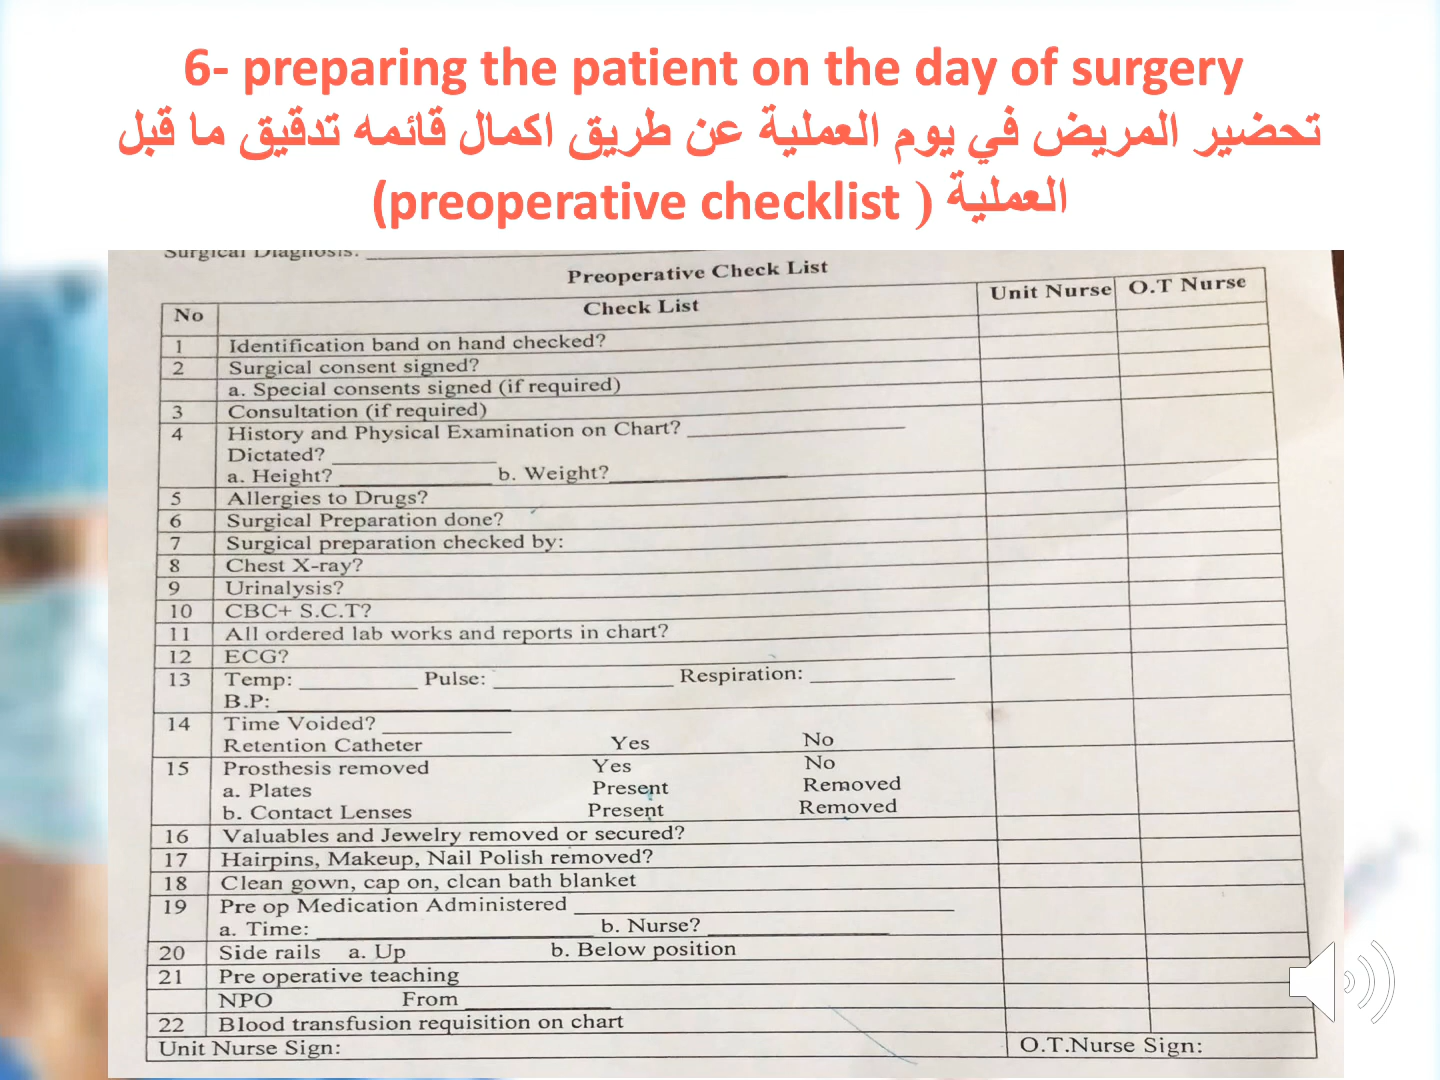 6- preparing the patient on the day of surgery
تحضير المريض في يوم العملية عن طريق اكمال قائمه تدقيق ما قبل
العملية ( preoperative checklist)
Surgical Diagnosis:
Preoperative Check List
No Check List Unit Nurse O.T Nurse
1 Identification band on hand checked?
2 Surgical consent signed?
a. Special consents signed (if required)
3 Consultation (if required)
4 History and Physical Examination on Chart?
Dictated?
a. Height? b. Weight?
5 Allergies to Drugs?
6 Surgical Preparation done?
7 Surgical preparation checked by:
8 Chest X-ray?
9 Urinalysis?
10 CBC+ S.C.T?
11 All ordered lab works and reports in chart?
12 ECG?
13 Temp: Pulse: Respiration:
B.P:
14 Time Voided?
Retention Catheter Yes No
15 Prosthesis removed Yes No
a. Plates Present Removed
b. Contact Lenses Present Removed
16 Valuables and Jewelry removed or secured?
17 Hairpins, Makeup, Nail Polish removed?
18 Clean gown, cap on, clean bath blanket
19 Pre op Medication Administered
a. Time: b. Nurse?
20 Side rails a. Up b. Below position
21 Pre operative teaching
NPO From
22 Blood transfusion requisition on chart
Unit Nurse Sign: O.T.Nurse Sign: